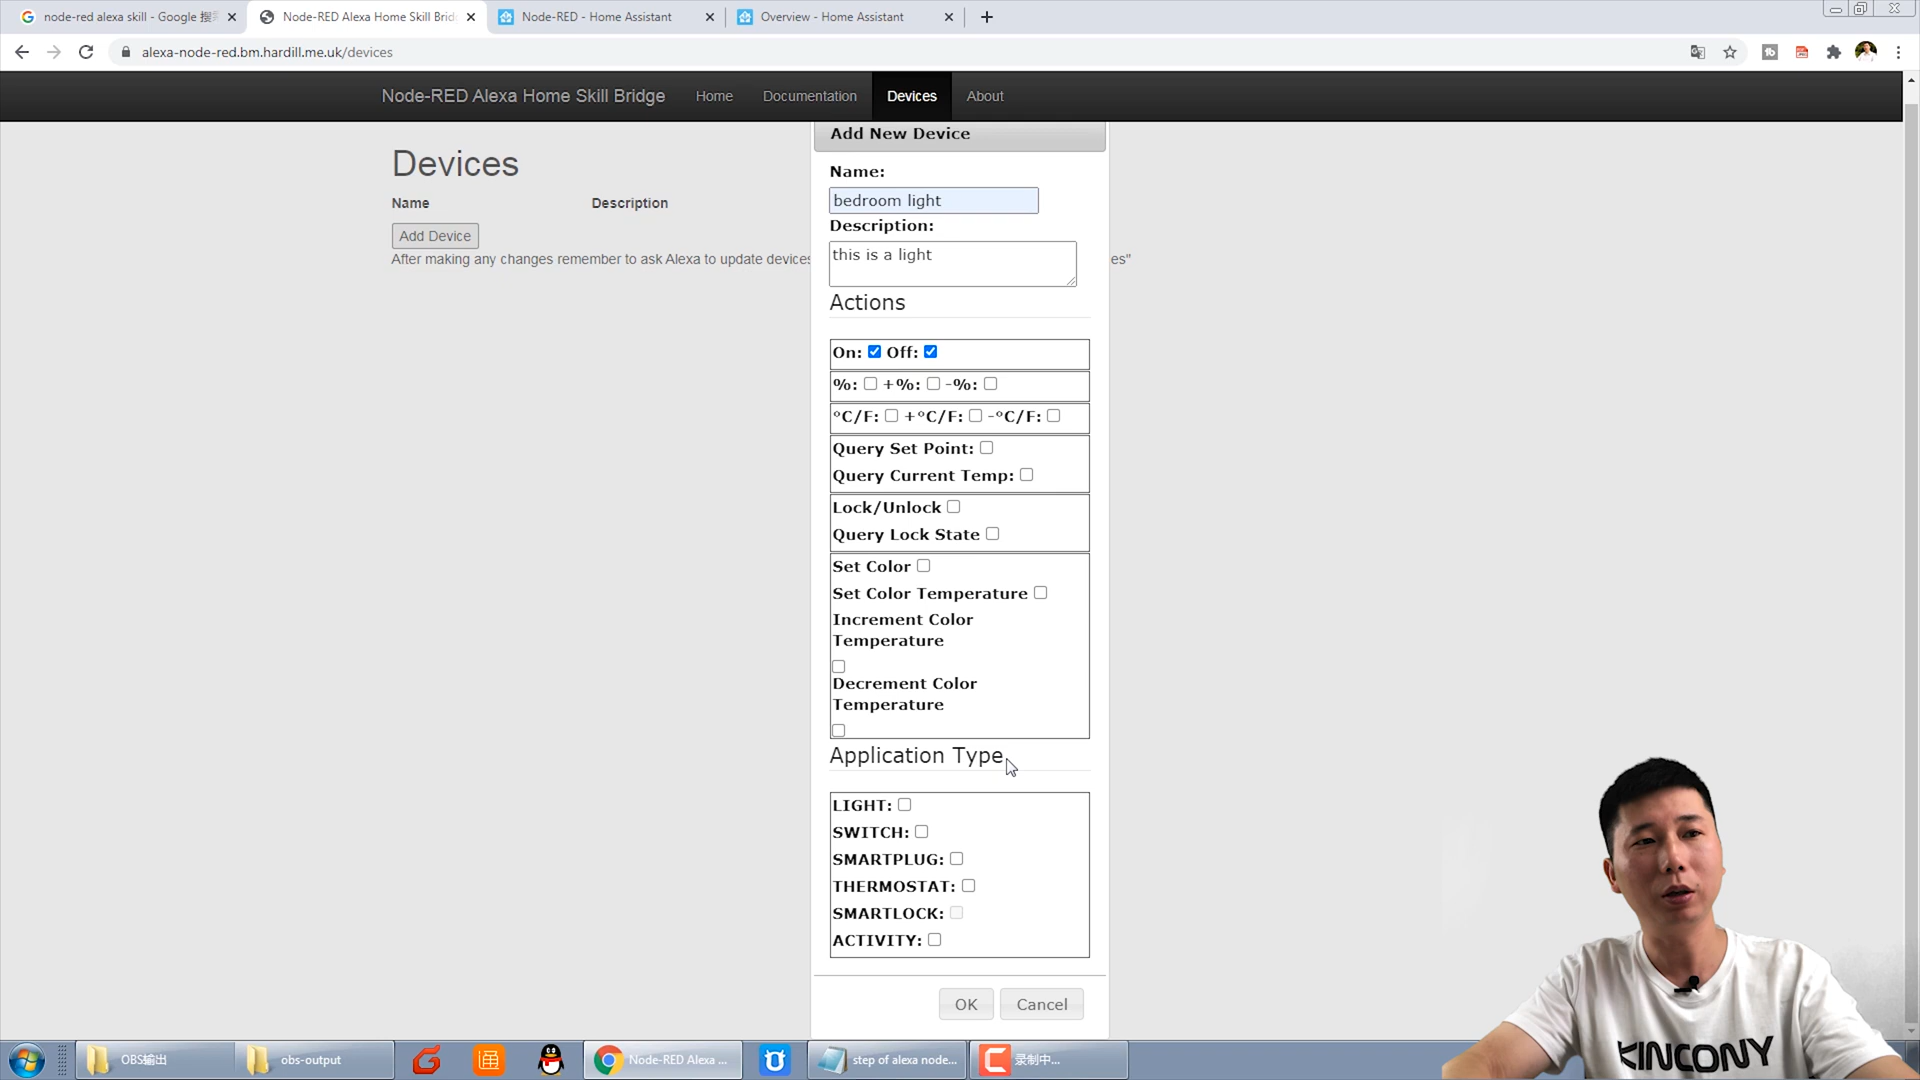 node-red alexa skill - Google 搜索
Node-RED Alexa Home Skill Brid
Node-RED - Home Assistant
Overview - Home Assistant
alexa-node-red.bm.hardill.me.uk/devices
Node-RED Alexa Home Skill Bridge
Home
Documentation
Devices
About
Devices
Name
Description
Add Device
After making any changes remember to ask Alexa to update devices
es"
Add New Device
Name:
bedroom light
Description:
this is a light
Actions
On: Off:
%: +%: -%:
°C/F: +°C/F: -°C/F:
Query Set Point:
Query Current Temp:
Lock/Unlock
Query Lock State
Set Color
Set Color Temperature
Increment Color
Temperature
Decrement Color
Temperature
Application Type
LIGHT:
SWITCH:
SMARTPLUG:
THERMOSTAT:
SMARTLOCK:
ACTIVITY:
OK
Cancel
KINCONY
OBS输出
obs-output
Node-RED Alexa ...
step of alexa node...
录制中...